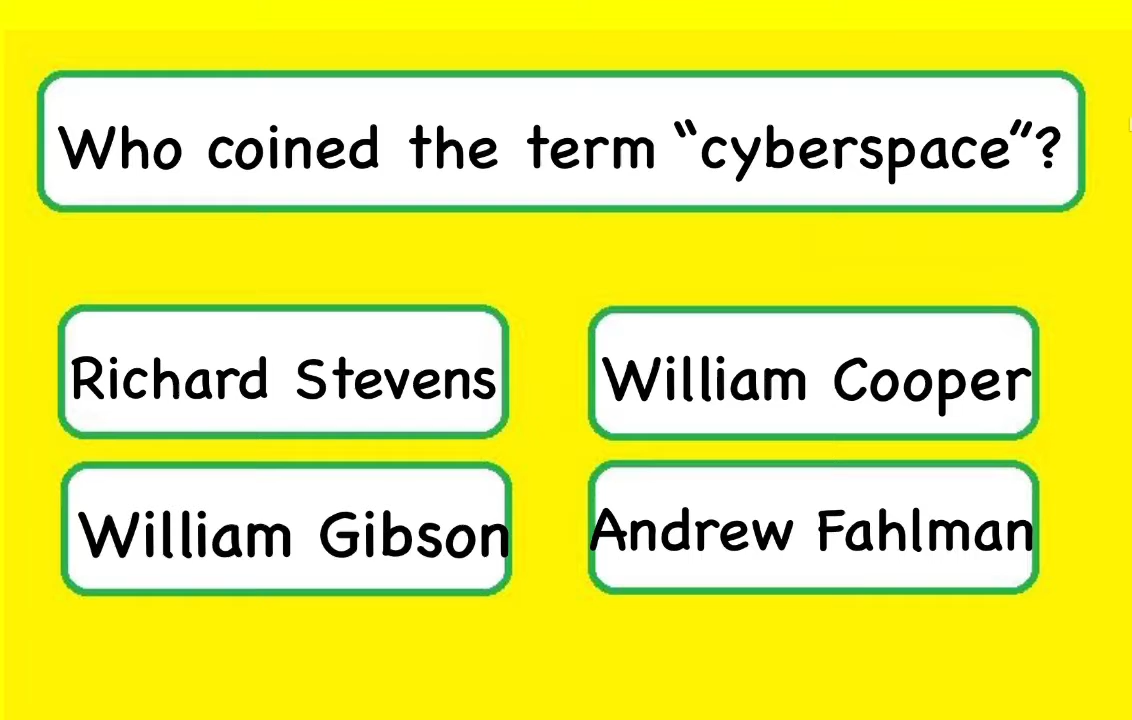 Who coined the term “cyberspace”?
Richard Stevens
William Cooper
William Gibson
Andrew Fahlman